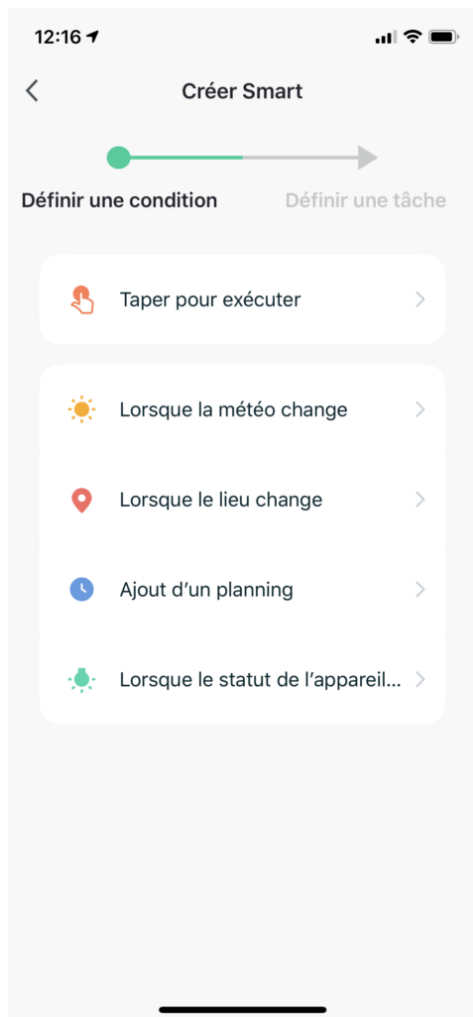 12:16
Créer Smart
Définir une condition
Définir une tâche
Taper pour exécuter
Lorsque la météo change
Lorsque le lieu change
Ajout d’un planning
Lorsque le statut de l’appareil...